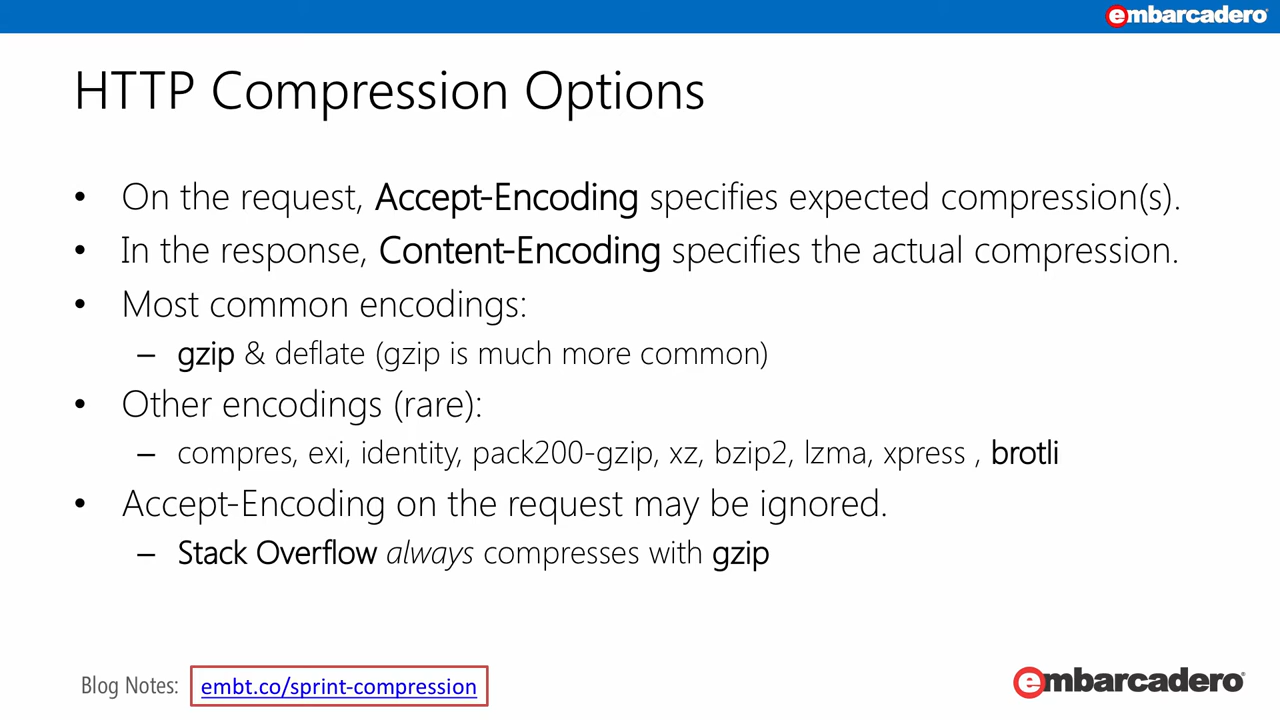 embarcadero
HTTP Compression Options
• On the request, Accept-Encoding specifies expected compression(s).
• In the response, Content-Encoding specifies the actual compression.
• Most common encodings:
– gzip & deflate (gzip is much more common)
• Other encodings (rare):
– compres, exi, identity, pack200-gzip, xz, bzip2, lzma, xpress , brotli
• Accept-Encoding on the request may be ignored.
– Stack Overflow always compresses with gzip
Blog Notes: embt.co/sprint-compression
embarcadero